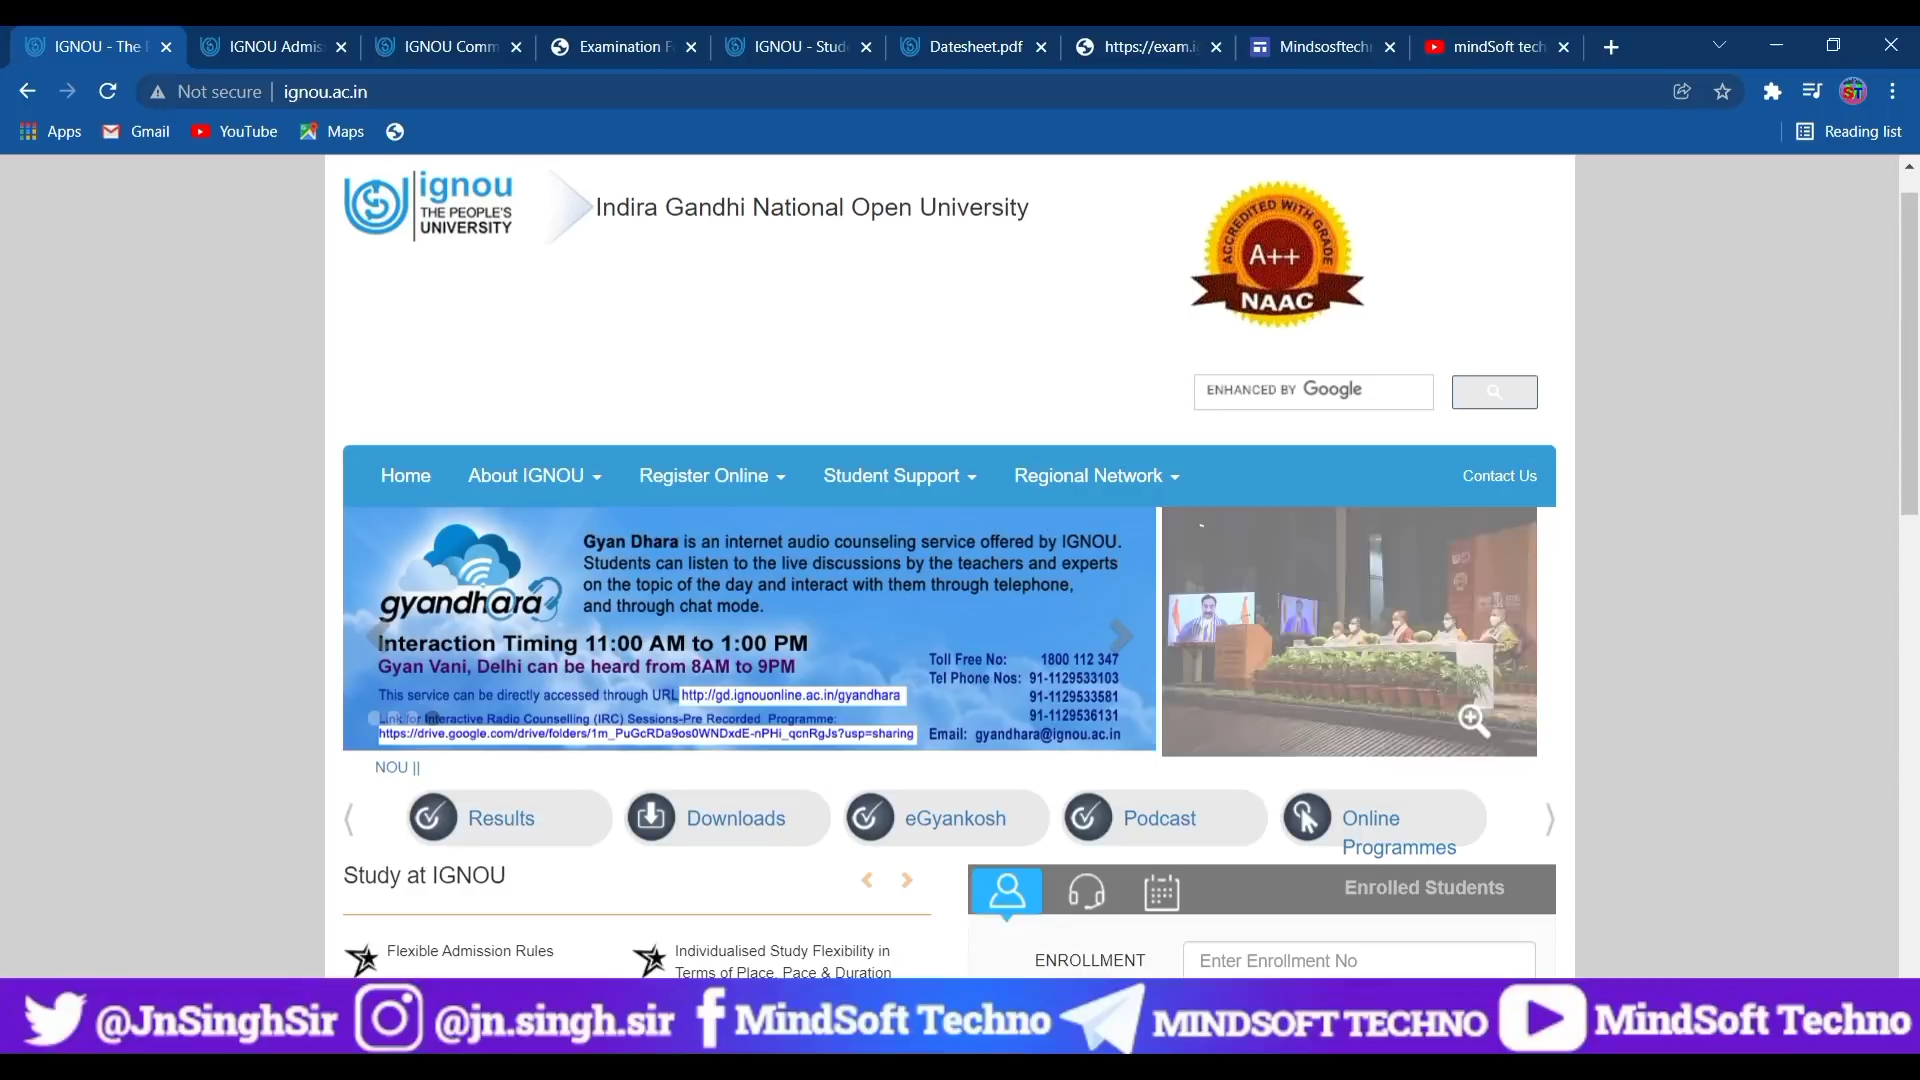 IGNOU - The P
IGNOU Admis
IGNOU Comm
Examination F
IGNOU - Stud
Datesheet.pdf
https://exam.i
Mindsosftech
mindSoft tech
Not secure
ignou.ac.in
Apps
Gmail
YouTube
Maps
Reading list
ignou
THE PEOPLE'S
UNIVERSITY
Indira Gandhi National Open University
ACCREDITED WITH GRADE
A++
NAAC
ENHANCED BY Google
Home
About IGNOU
Register Online
Student Support
Regional Network
Contact Us
gyandhara
Gyan Dhara is an internet audio counseling service offered by IGNOU.
Students can listen to the live discussions by the teachers and experts
on the topic of the day and interact with them through telephone,
and through chat mode.
Interaction Timing 11:00 AM to 1:00 PM
Gyan Vani, Delhi can be heard from 8AM to 9PM
This service can be directly accessed through URL http://gd.ignouonline.ac.in/gyandhara
Link for Interactive Radio Counselling (IRC) Sessions-Pre Recorded Programme:
https://drive.google.com/drive/folders/1m_PuGcRDa9os0WNDxdE-nPHi_qcnRgJs?usp=sharing
Toll Free No: 1800 112 347
Tel Phone Nos: 91-1129533103
91-1129533581
91-1129536131
Email: gyandhara@ignou.ac.in
NOU ||
Results
Downloads
eGyankosh
Podcast
Online
Programmes
Study at IGNOU
Enrolled Students
Flexible Admission Rules
Individualised Study Flexibility in
Terms of Place, Pace & Duration
ENROLLMENT
Enter Enrollment No
@JnSinghSir
@jn.singh.sir
MindSoft Techno
MINDSOFT TECHNO
MindSoft Techno